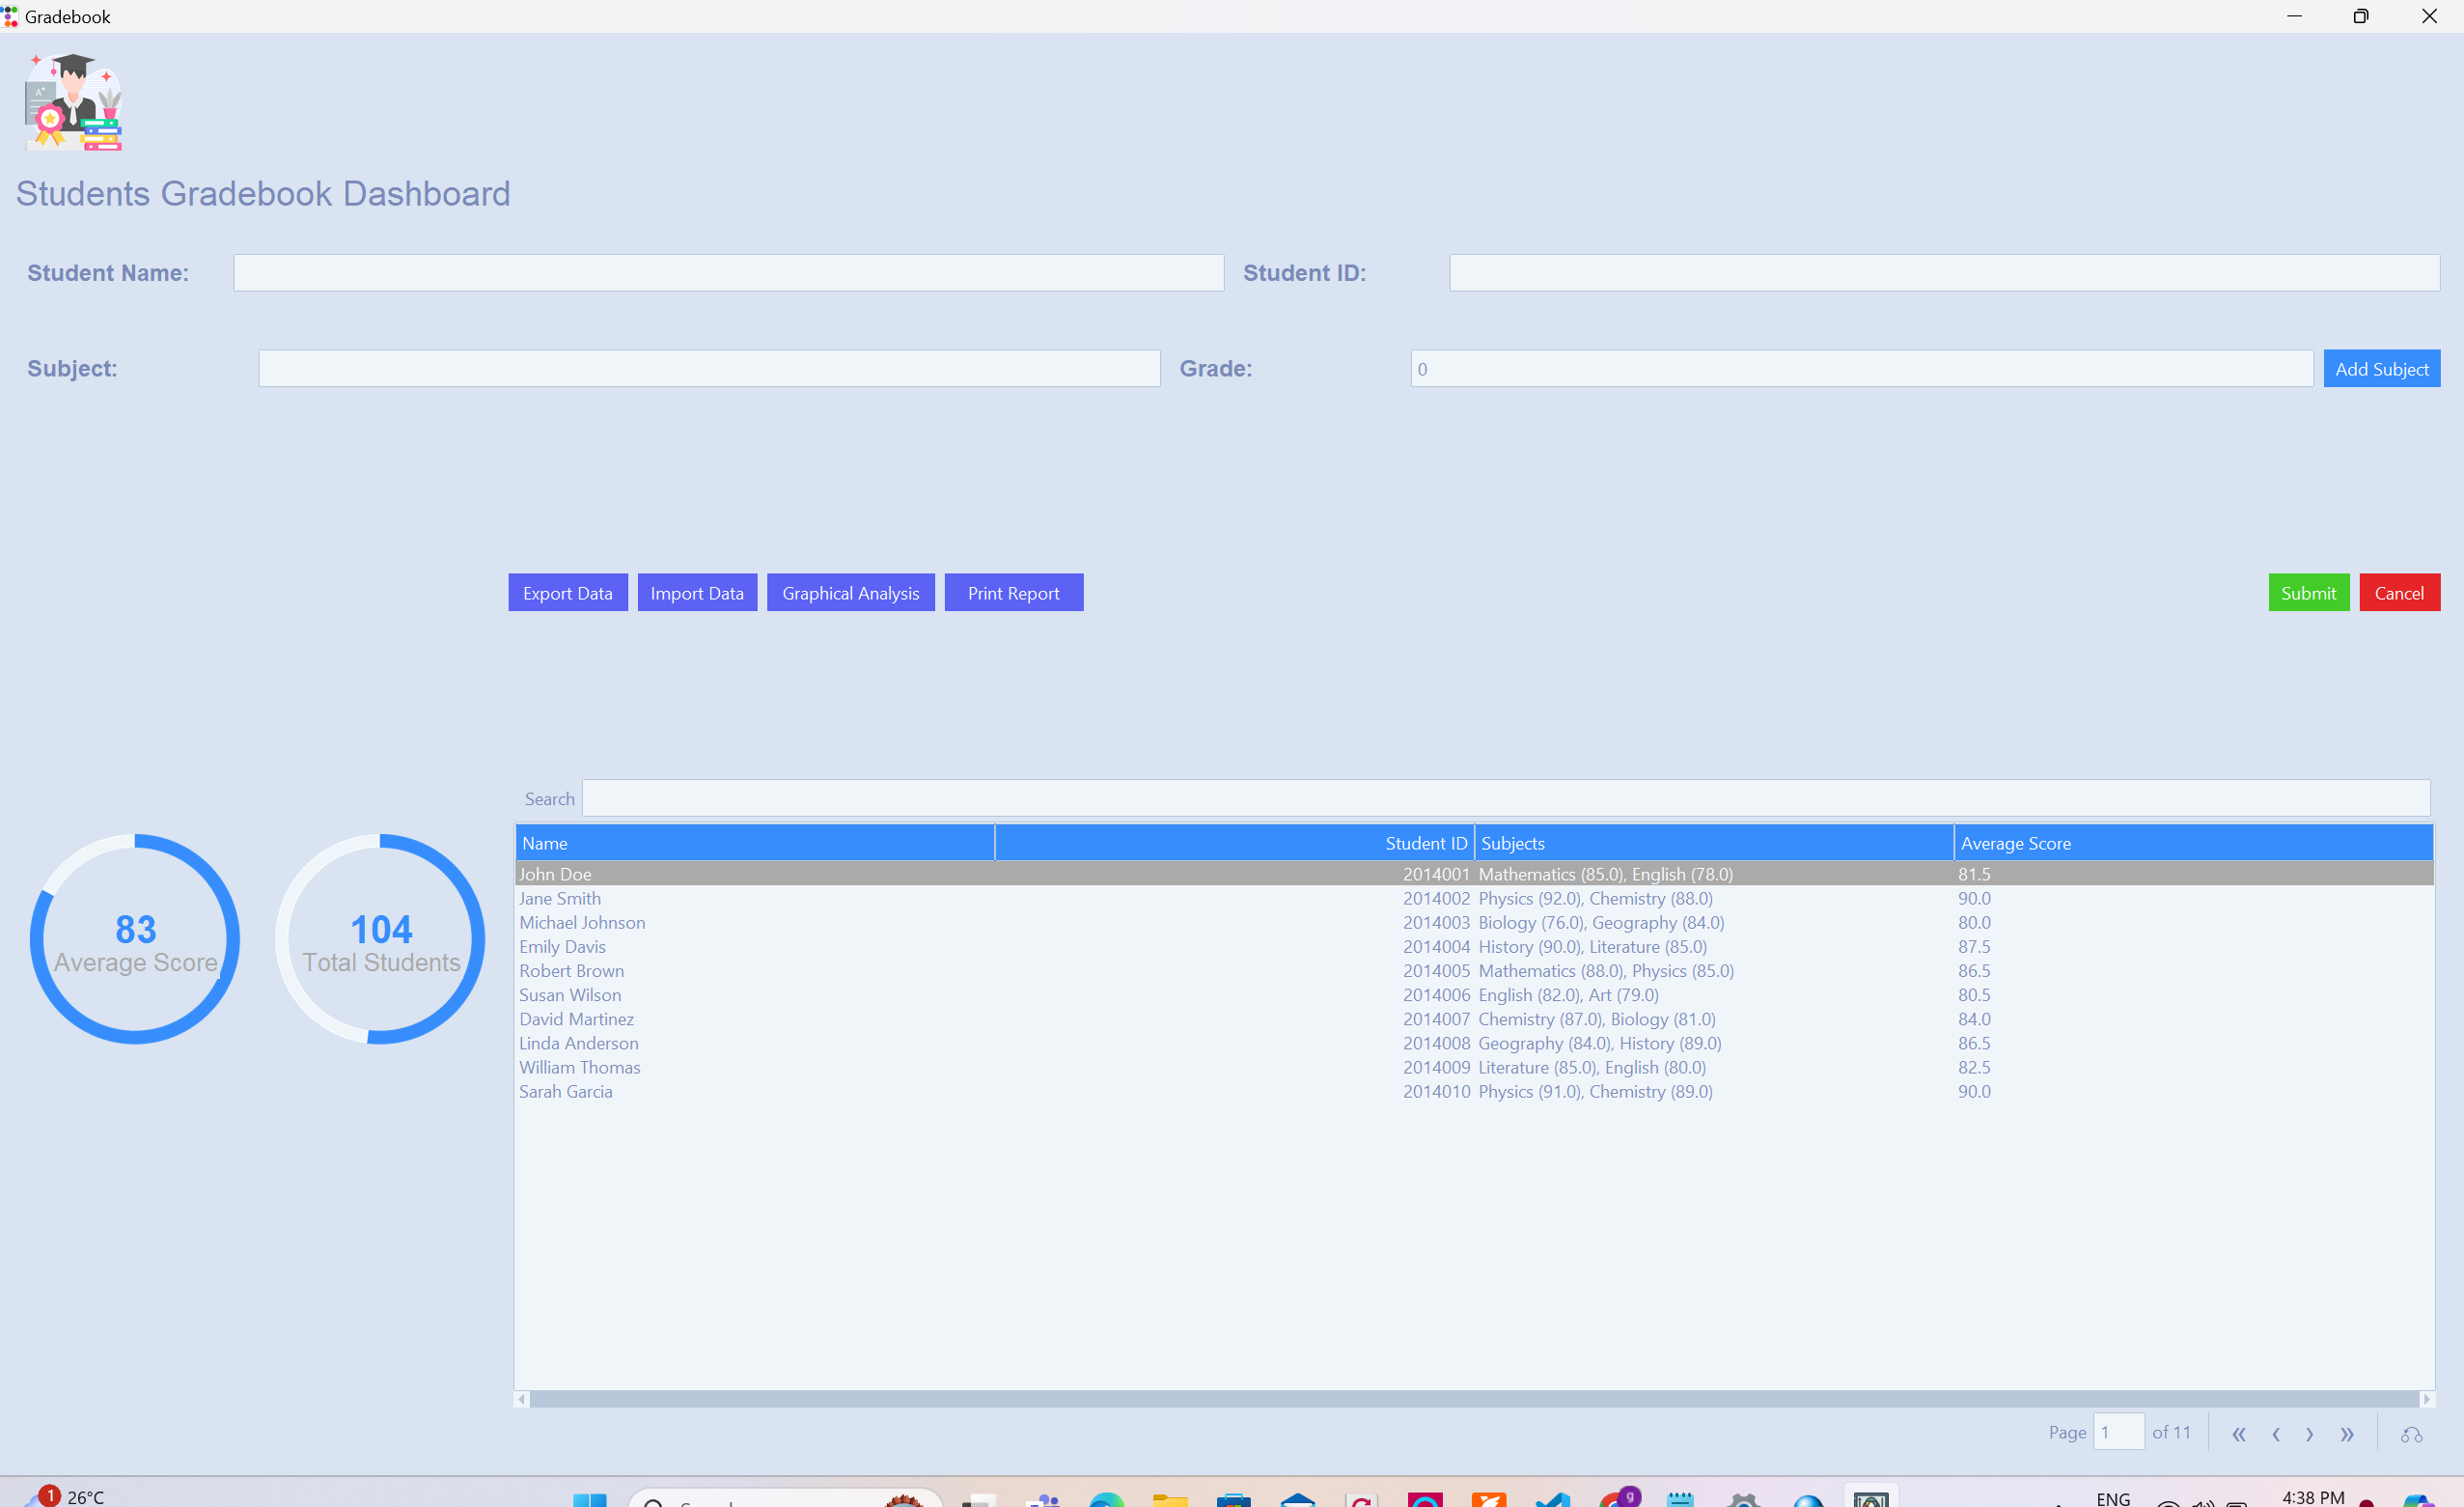 Gradebook
A+
Students Gradebook Dashboard
Student Name: Student ID:
Subject: Grade: 0 Add Subject
Export Data Import Data Graphical Analysis Print Report Submit Cancel
Search
Name Student ID Subjects Average Score
John Doe 2014001 Mathematics (85.0), English (78.0) 81.5
Jane Smith 2014002 Physics (92.0), Chemistry (88.0) 90.0
Michael Johnson 2014003 Biology (76.0), Geography (84.0) 80.0
Emily Davis 2014004 History (90.0), Literature (85.0) 87.5
Robert Brown 2014005 Mathematics (88.0), Physics (85.0) 86.5
Susan Wilson 2014006 English (82.0), Art (79.0) 80.5
David Martinez 2014007 Chemistry (87.0), Biology (81.0) 84.0
Linda Anderson 2014008 Geography (84.0), History (89.0) 86.5
William Thomas 2014009 Literature (85.0), English (80.0) 82.5
Sarah Garcia 2014010 Physics (91.0), Chemistry (89.0) 90.0
83
Average Score
104
Total Students
Page 1 of 11
1 26°C
g
ENG 4:38 PM